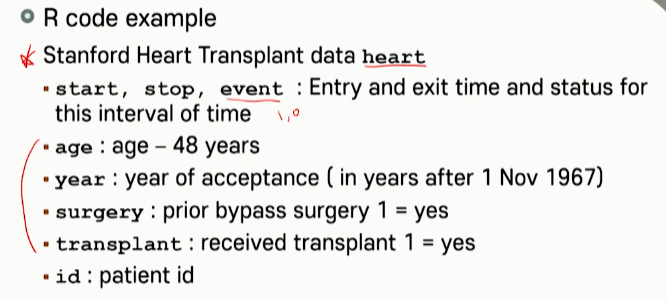 R code example
Stanford Heart Transplant data heart
start, stop, event : Entry and exit time and status for
this interval of time 1,0
age : age – 48 years
year : year of acceptance ( in years after 1 Nov 1967)
surgery : prior bypass surgery 1 = yes
transplant : received transplant 1 = yes
id : patient id